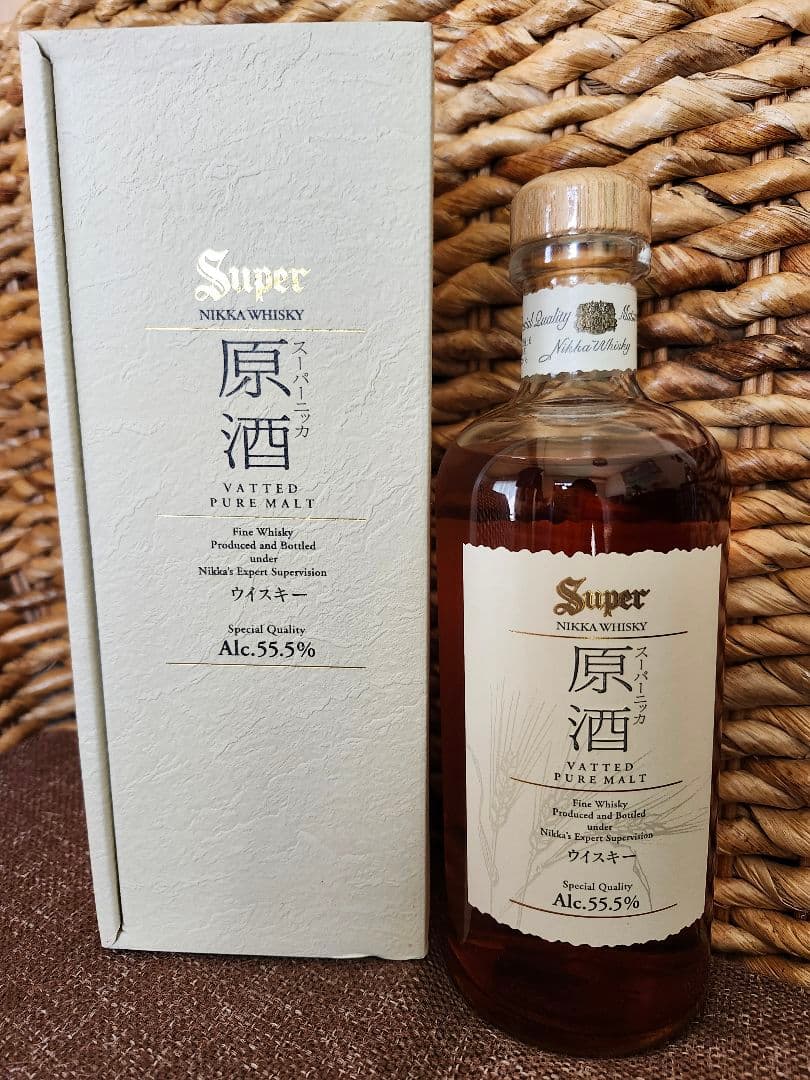 Super
NIKKA WHISKY
原酒
スーパーニッカ
VATTED
PURE MALT
Fine Whisky
Produced and Bottled
under
Nikka's Expert Supervision
ウイスキー
Special Quality
Alc.55.5%
Quality
Nikka Whisky
Super
NIKKA WHISKY
原酒
スーパーニッカ
VATTED
PURE MALT
Fine Whisky
Produced and Bottled
under
Nikka's Expert Supervision
ウイスキー
Special Quality
Alc.55.5%